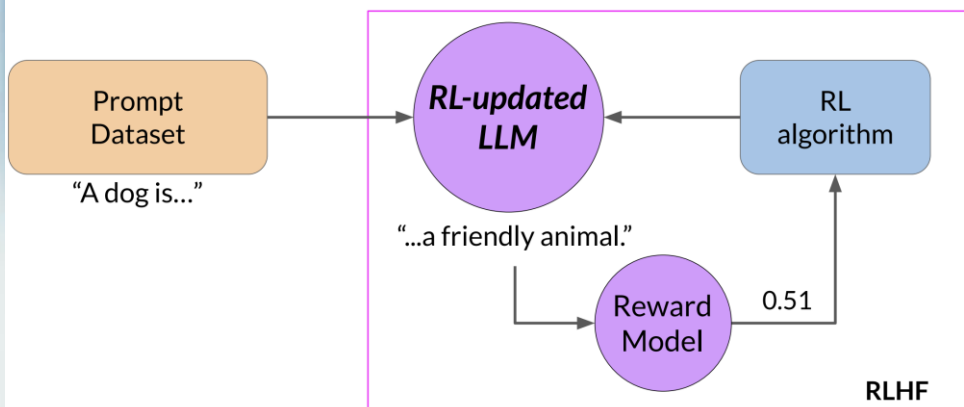 Prompt
Dataset
“A dog is...”
RL-updated
LLM
“...a friendly animal.”
RL
algorithm
Reward
Model
0.51
RLHF